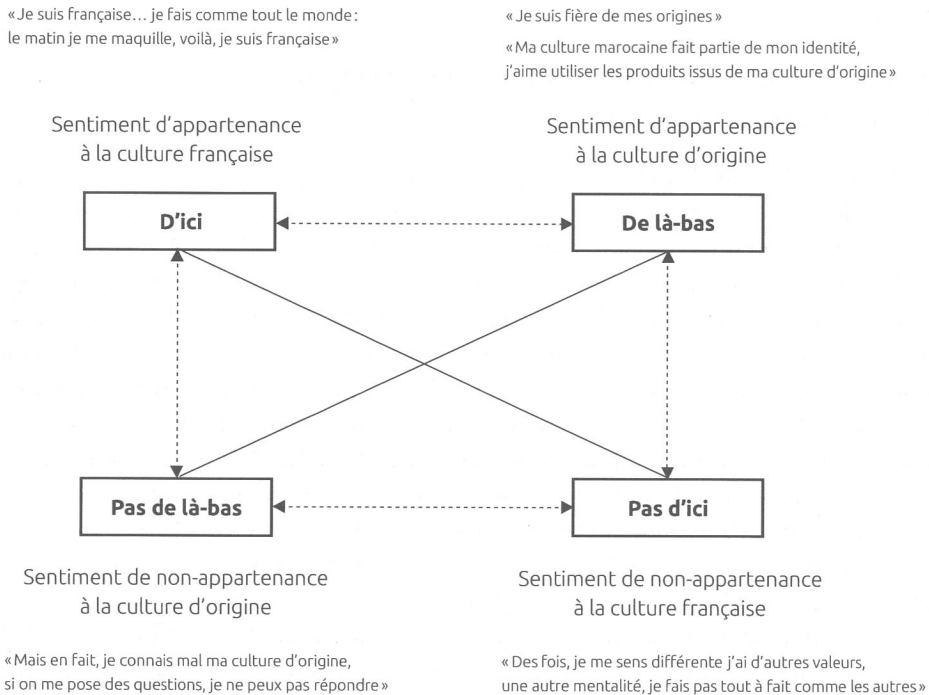 «Je suis française… je fais comme tout le monde:
le matin je me maquille, voilà, je suis française»
«Je suis fière de mes origines»
«Ma culture marocaine fait partie de mon identité,
j'aime utiliser les produits issus de ma culture d'origine»
Sentiment d'appartenance
à la culture française
Sentiment d'appartenance
à la culture d'origine
D'ici
De là-bas
Pas de là-bas
Pas d'ici
Sentiment de non-appartenance
à la culture d'origine
Sentiment de non-appartenance
à la culture française
«Mais en fait, je connais mal ma culture d'origine,
si on me pose des questions, je ne peux pas répondre»
«Des fois, je me sens différente j'ai d'autres valeurs,
une autre mentalité, je fais pas tout à fait comme les autres»